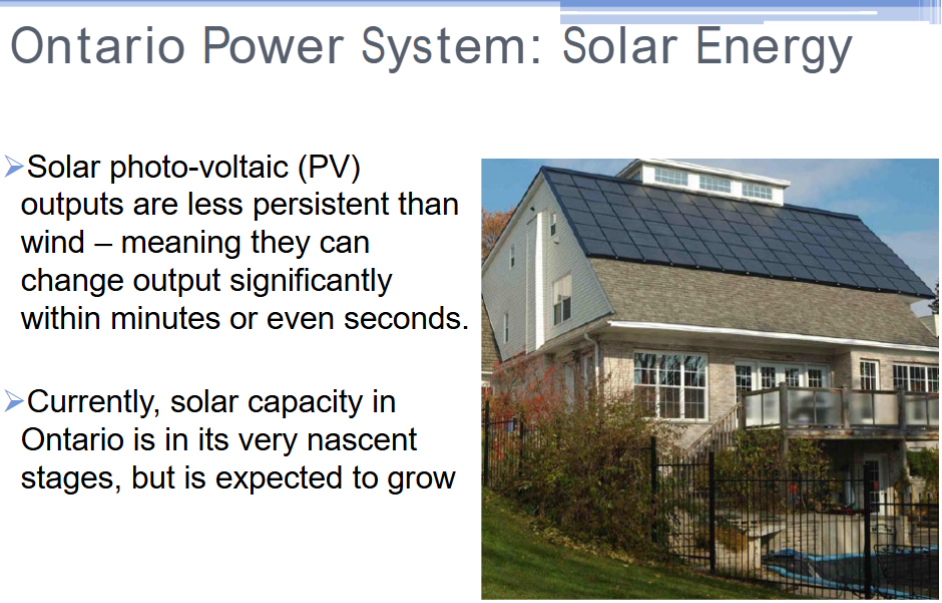 Ontario Power System: Solar Energy
➢Solar photo-voltaic (PV)
outputs are less persistent than
wind – meaning they can
change output significantly
within minutes or even seconds.
➢Currently, solar capacity in
Ontario is in its very nascent
stages, but is expected to grow